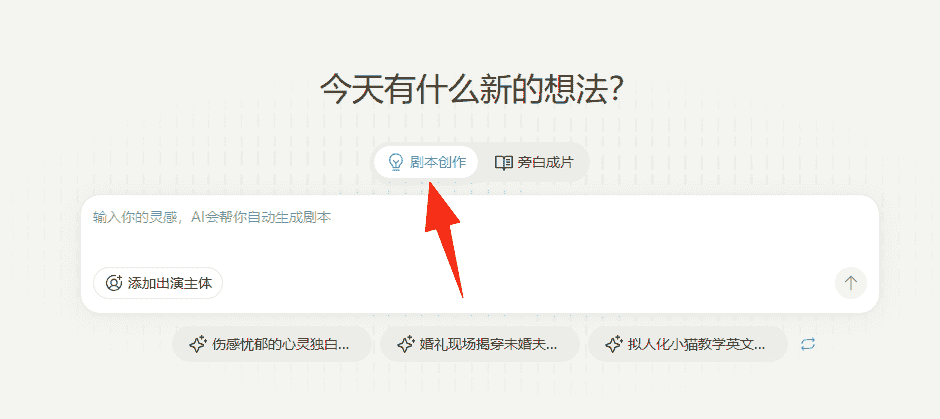 今天有什么新的想法?
剧本创作 旁白成片
输入你的灵感，AI会帮你自动生成剧本
添加出演主体
伤感忧郁的心灵独白... 婚礼现场揭穿未婚夫... 拟人化小猫教学英文...